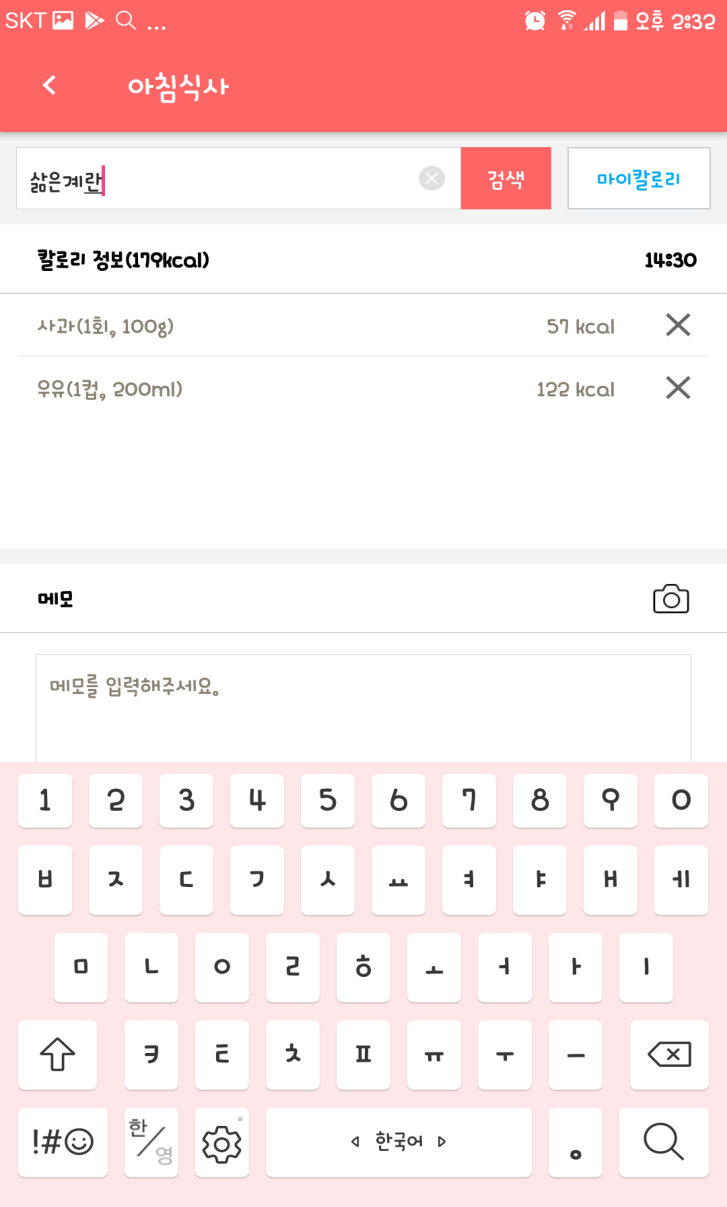 SKT ... 오후 2:32
아침식사
삶은계란 검색 마이칼로리
칼로리 정보(179kcal) 14:30
사과(1회, 100g) 57 kcal
우유(1컵, 200ml) 122 kcal
메모
메모를 입력해주세요.
1 2 3 4 5 6 7 8 9 0
ㅂ ㅈ ㄷ ㄱ ㅅ ㅛ ㅕ ㅑ ㅐ ㅔ
ㅁ ㄴ ㅇ ㄹ ㅎ ㅗ ㅓ ㅏ ㅣ
ㅋ ㅌ ㅊ ㅍ ㅠ ㅜ ㅡ
!#☺ 한/영 한국어 .